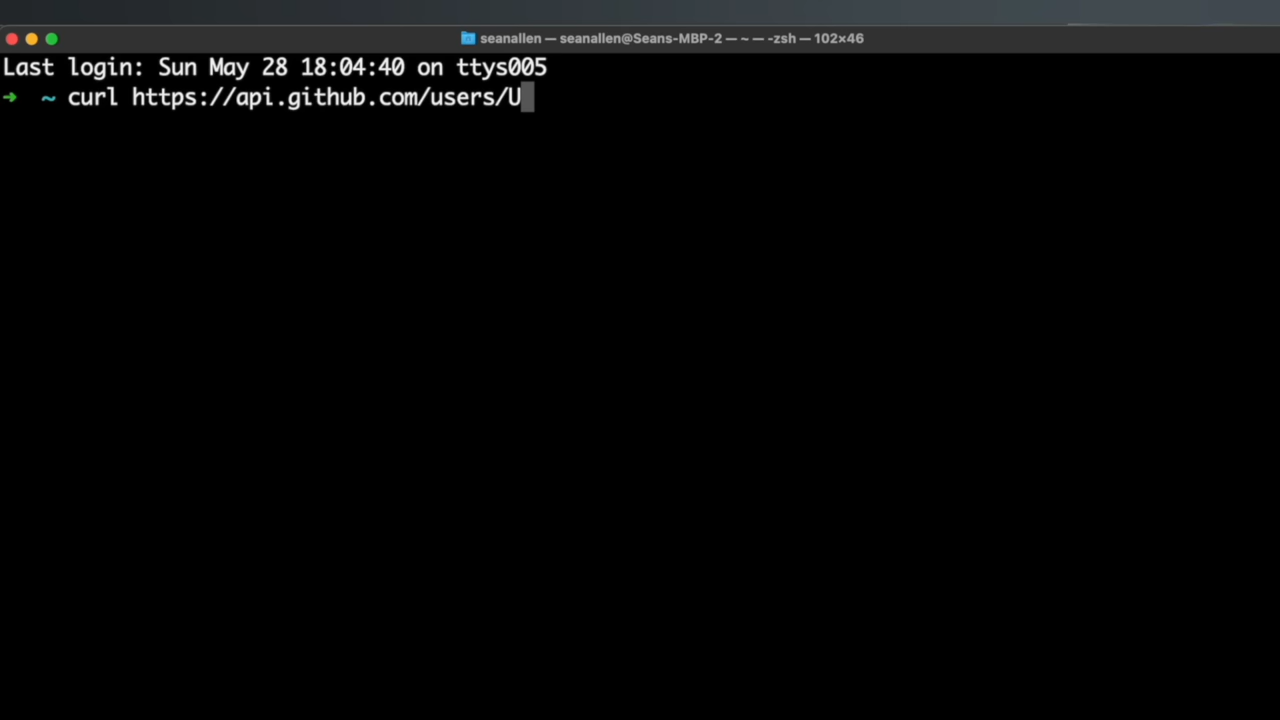 seanallen — seanallen@Seans-MBP-2 — ~ — -zsh — 102×46
Last login: Sun May 28 18:04:40 on ttys005
➜  ~ curl https://api.github.com/users/U